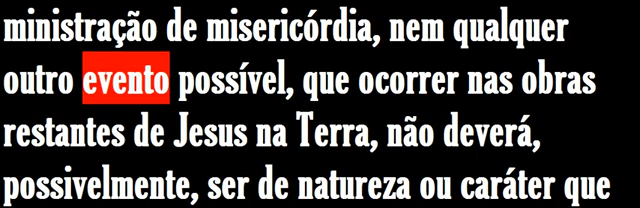 ministração de misericórdia, nem qualquer
outro evento possível, que ocorrer nas obras
restantes de Jesus na Terra, não deverá,
possivelmente, ser de natureza ou caráter que